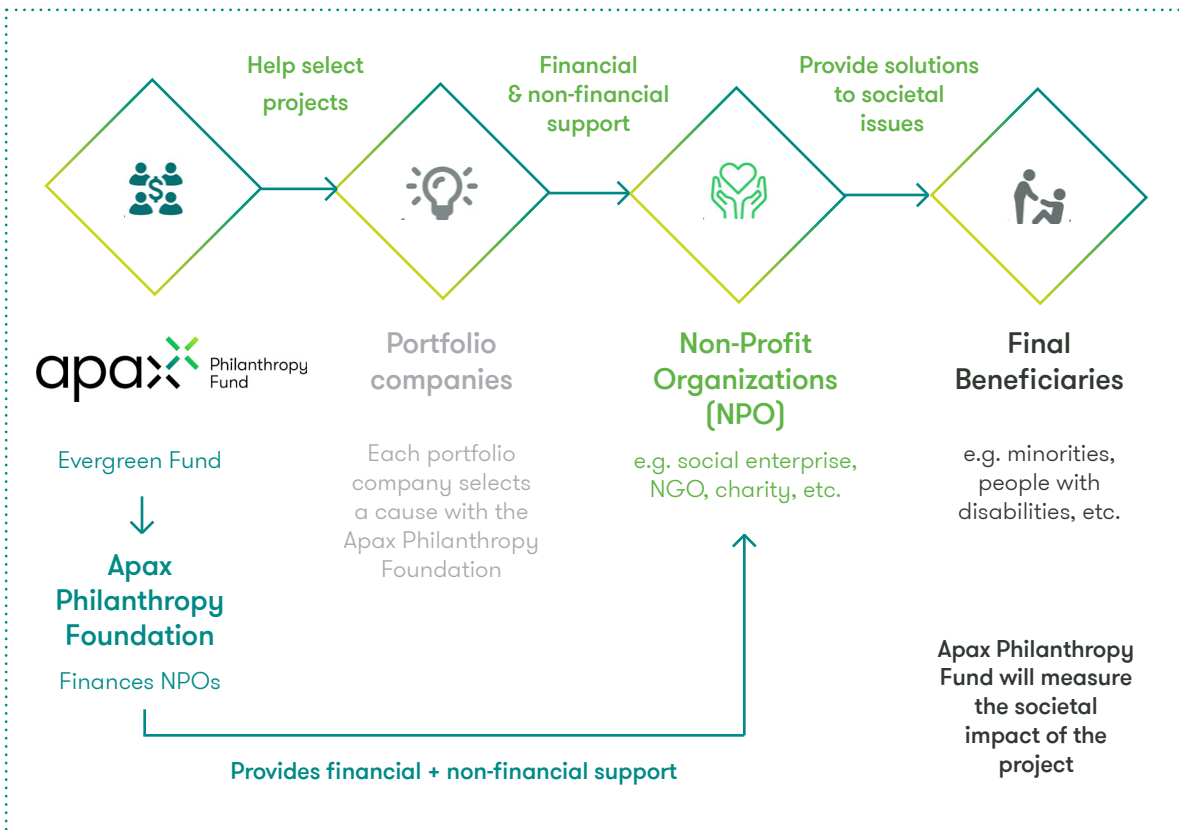 Help select
projects
Financial
& non-financial
support
Provide solutions
to societal
issues
$
apax
Philanthropy
Fund
Evergreen Fund
Apax
Philanthropy
Foundation
Finances NPOs
Portfolio
companies
Each portfolio
company selects
a cause with the
Apax Philanthropy
Foundation
Non-Profit
Organizations
(NPO)
e.g. social enterprise,
NGO, charity, etc.
Final
Beneficiaries
e.g. minorities,
people with
disabilities, etc.
Apax Philanthropy
Fund will measure
the societal
impact of the
project
Provides financial + non-financial support